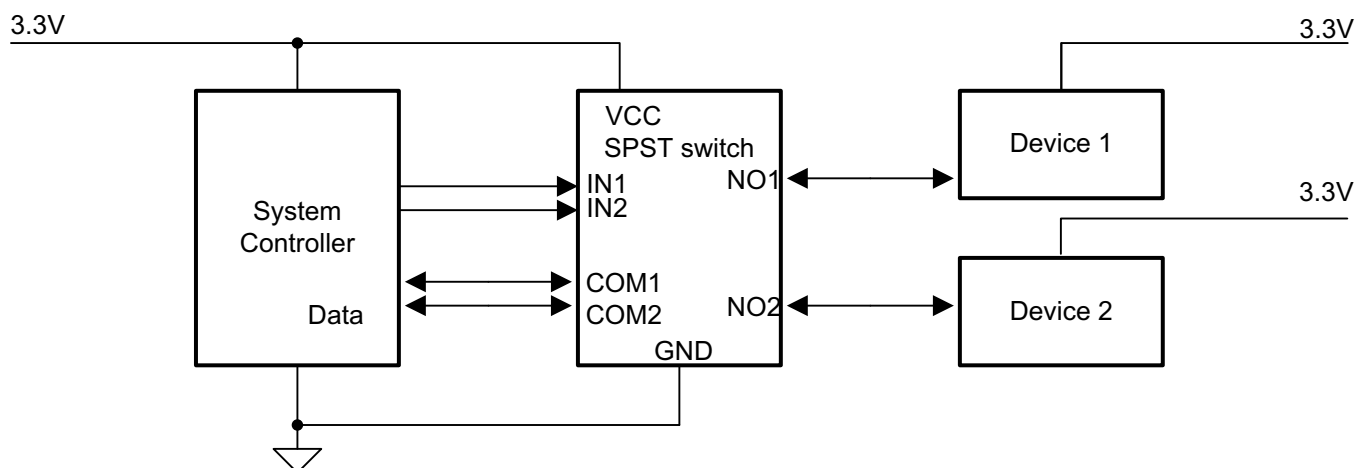 3.3V
3.3V
VCC
SPST switch
Device 1
IN1
NO1
IN2
3.3V
System
Controller
COM1
COM2
NO2
Data
Device 2
GND